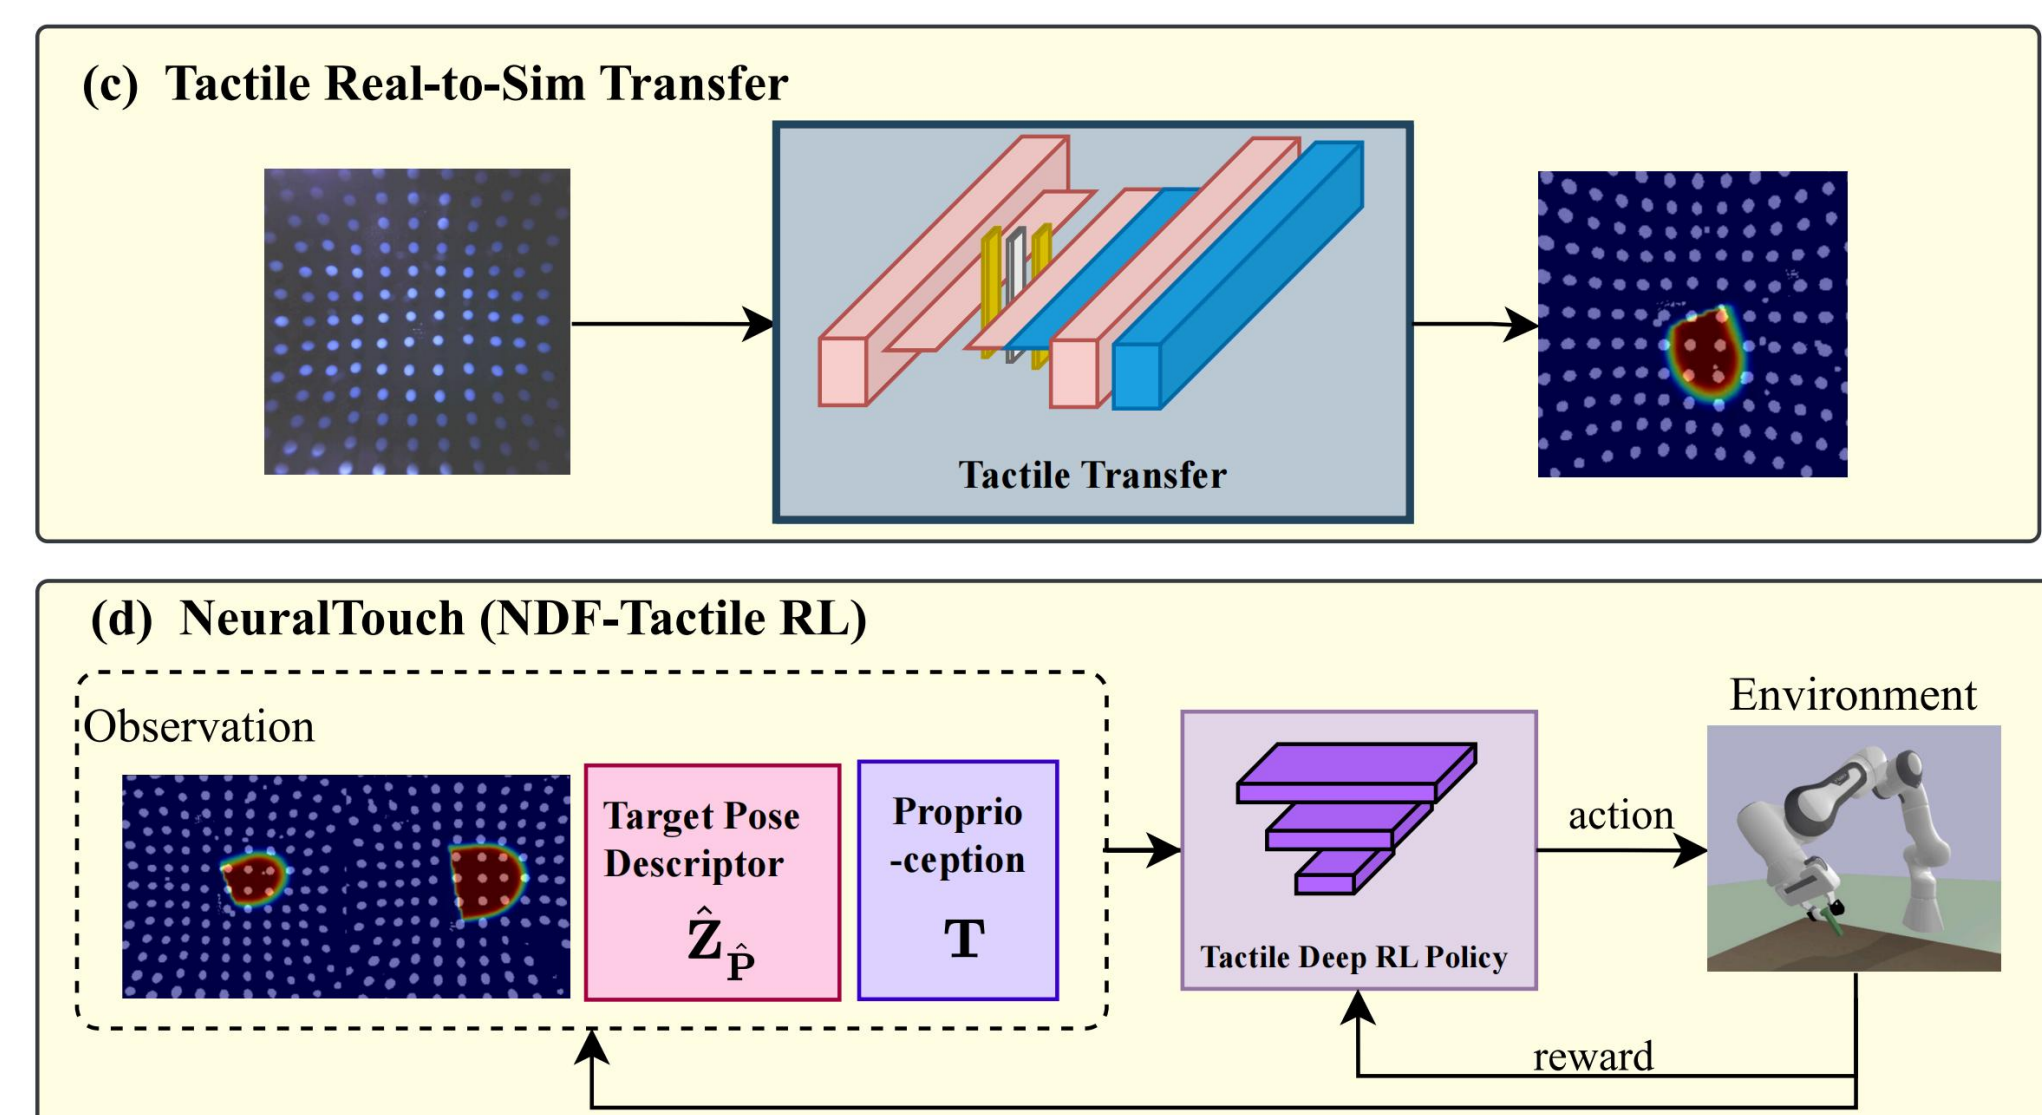 (c) Tactile Real-to-Sim Transfer
Tactile Transfer
(d) NeuralTouch (NDF-Tactile RL)
Observation
Target Pose
Descriptor
Ẑ_P̂
Proprio
-ception
T
Tactile Deep RL Policy
action
Environment
reward